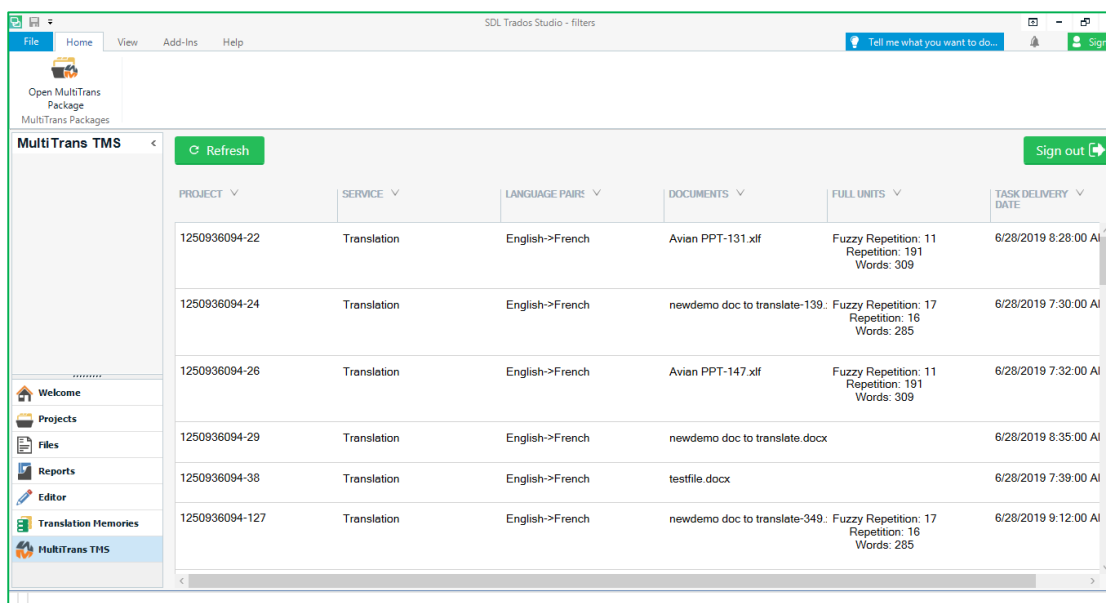 SDL Trados Studio - filters
File Home View Add-Ins Help Tell me what you want to do... Sign
Open MultiTrans
Package
MultiTrans Packages
MultiTrans TMS
Refresh Sign out
PROJECT SERVICE LANGUAGE PAIRS DOCUMENTS FULL UNITS TASK DELIVERY
DATE
1250936094-22 Translation English->French Avian PPT-131.xlf Fuzzy Repetition: 11 6/28/2019 8:28:00 AM
Repetition: 191
Words: 309
1250936094-24 Translation English->French newdemo doc to translate-139.: Fuzzy Repetition: 17 6/28/2019 7:30:00 AM
Repetition: 16
Words: 285
1250936094-26 Translation English->French Avian PPT-147.xlf Fuzzy Repetition: 11 6/28/2019 7:32:00 AM
Repetition: 191
Words: 309
1250936094-29 Translation English->French newdemo doc to translate.docx 6/28/2019 8:35:00 AM
1250936094-38 Translation English->French testfile.docx 6/28/2019 7:39:00 AM
1250936094-127 Translation English->French newdemo doc to translate-349.: Fuzzy Repetition: 17 6/28/2019 9:12:00 AM
Repetition: 16
Words: 285
Welcome
Projects
Files
Reports
Editor
Translation Memories
MultiTrans TMS